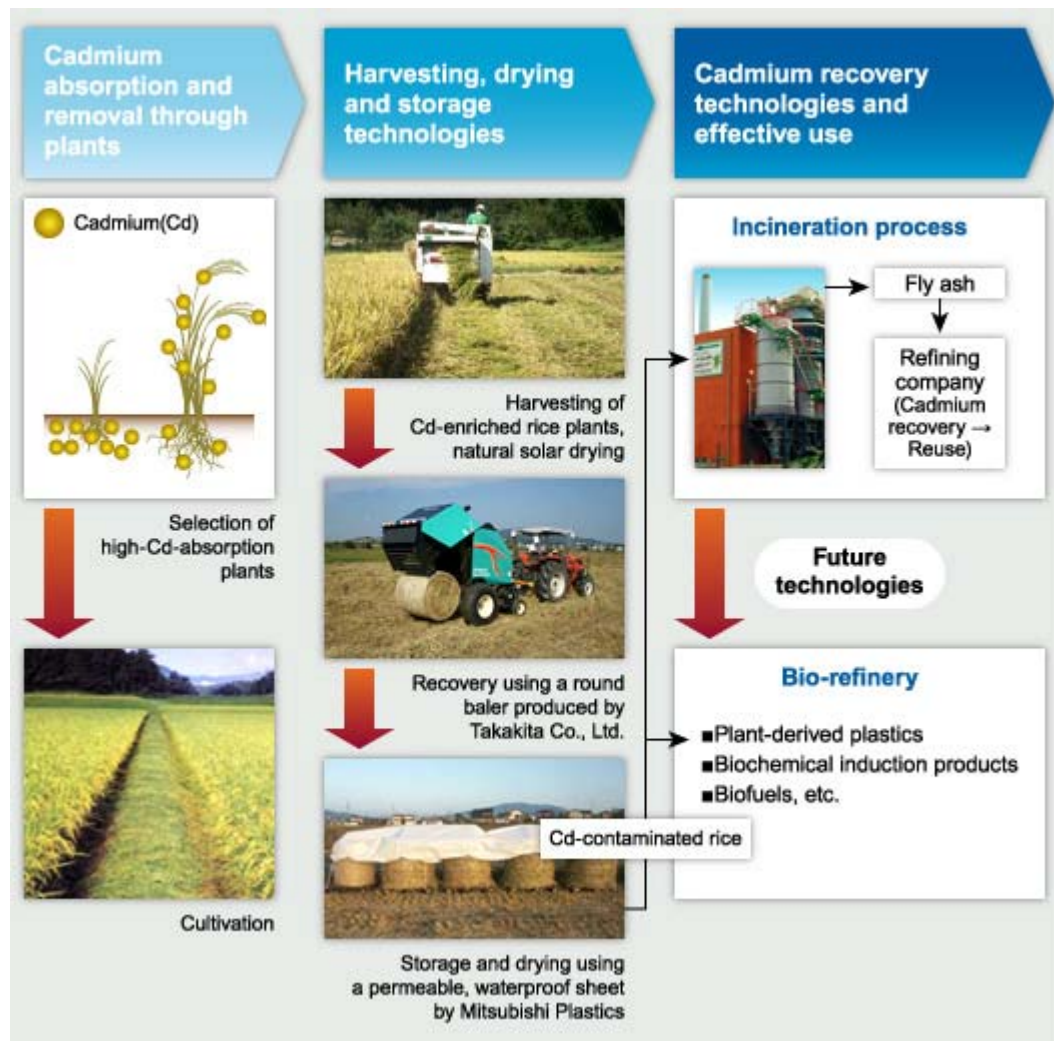 Cadmium
absorption and
removal through
plants
Harvesting, drying
and storage
technologies
Cadmium recovery
technologies and
effective use
Cadmium(Cd)
Selection of
high-Cd-absorption
plants
Cultivation
Harvesting of
Cd-enriched rice plants,
natural solar drying
Recovery using a round
baler produced by
Takakita Co., Ltd.
Cd-contaminated rice
Storage and drying using
a permeable, waterproof sheet
by Mitsubishi Plastics
Incineration process
Fly ash
Refining
company
(Cadmium
recovery →
Reuse)
Future
technologies
Bio-refinery
■Plant-derived plastics
■Biochemical induction products
■Biofuels, etc.